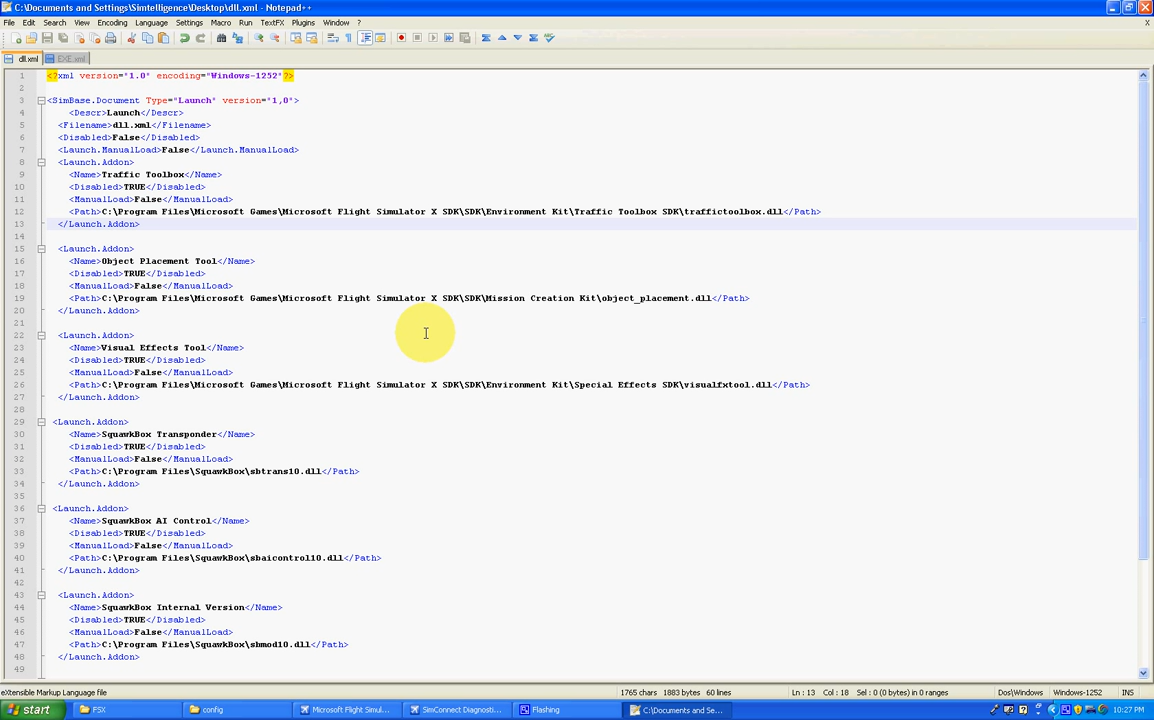 C:\Documents and Settings\Simtelligence\Desktop\dll.xml - Notepad++
File Edit Search View Encoding Language Settings Macro Run TextFX Plugins Window ?
dll.xml EXE.xml
1 <?xml version="1.0" encoding="Windows-1252"?>
2
3 <SimBase.Document Type="Launch" version="1,0">
4 <Descr>Launch</Descr>
5 <Filename>dll.xml</Filename>
6 <Disabled>False</Disabled>
7 <Launch.ManualLoad>False</Launch.ManualLoad>
8 <Launch.Addon>
9 <Name>Traffic Toolbox</Name>
10 <Disabled>TRUE</Disabled>
11 <ManualLoad>False</ManualLoad>
12 <Path>C:\Program Files\Microsoft Games\Microsoft Flight Simulator X SDK\SDK\Environment Kit\Traffic Toolbox SDK\traffictoolbox.dll</Path>
13 </Launch.Addon>
14
15 <Launch.Addon>
16 <Name>Object Placement Tool</Name>
17 <Disabled>TRUE</Disabled>
18 <ManualLoad>False</ManualLoad>
19 <Path>C:\Program Files\Microsoft Games\Microsoft Flight Simulator X SDK\SDK\Mission Creation Kit\object_placement.dll</Path>
20 </Launch.Addon>
21
22 <Launch.Addon>
23 <Name>Visual Effects Tool</Name>
24 <Disabled>TRUE</Disabled>
25 <ManualLoad>False</ManualLoad>
26 <Path>C:\Program Files\Microsoft Games\Microsoft Flight Simulator X SDK\SDK\Environment Kit\Special Effects SDK\visualfxtool.dll</Path>
27 </Launch.Addon>
28
29 <Launch.Addon>
30 <Name>SquawkBox Transponder</Name>
31 <Disabled>TRUE</Disabled>
32 <ManualLoad>False</ManualLoad>
33 <Path>C:\Program Files\SquawkBox\sbtrans10.dll</Path>
34 </Launch.Addon>
35
36 <Launch.Addon>
37 <Name>SquawkBox AI Control</Name>
38 <Disabled>TRUE</Disabled>
39 <ManualLoad>False</ManualLoad>
40 <Path>C:\Program Files\SquawkBox\sbaicontrol10.dll</Path>
41 </Launch.Addon>
42
43 <Launch.Addon>
44 <Name>SquawkBox Internal Version</Name>
45 <Disabled>TRUE</Disabled>
46 <ManualLoad>False</ManualLoad>
47 <Path>C:\Program Files\SquawkBox\sbmod10.dll</Path>
48 </Launch.Addon>
49
eXtensible Markup Language file 1765 chars 1883 bytes 60 lines Ln : 13 Col : 18 Sel : 0 (0 bytes) in 0 ranges Dos\Windows Windows-1252 INS
start FSX config Microsoft Flight Simul... SimConnect Diagnosti... Flashing C:\Documents and Se... 10:27 PM